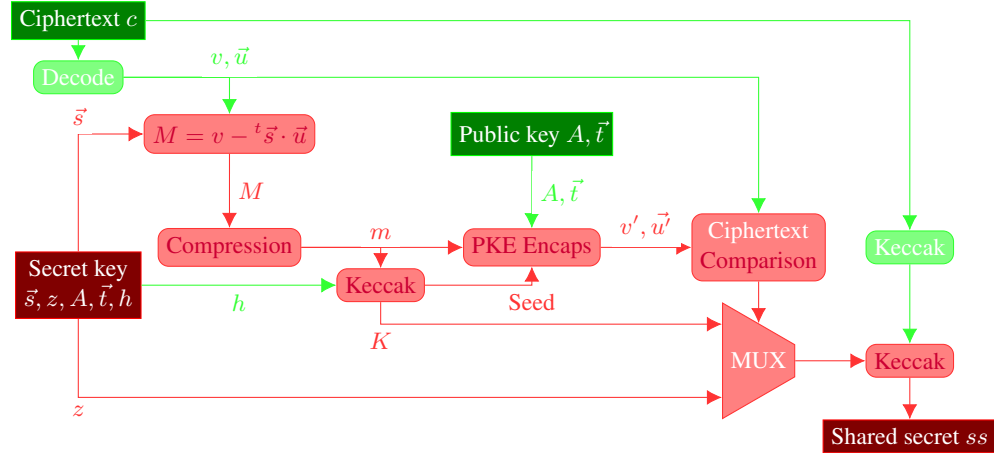 Ciphertext c
Decode
v, u⃗
s⃗
M = v − ᵗs⃗ · u⃗
Public key A, t⃗
M
A, t⃗
Compression
m
PKE Encaps
v′, u⃗′
Ciphertext
Comparison
Keccak
Secret key
s⃗, z, A, t⃗, h
h
Keccak
Seed
K
MUX
Keccak
z
Shared secret ss